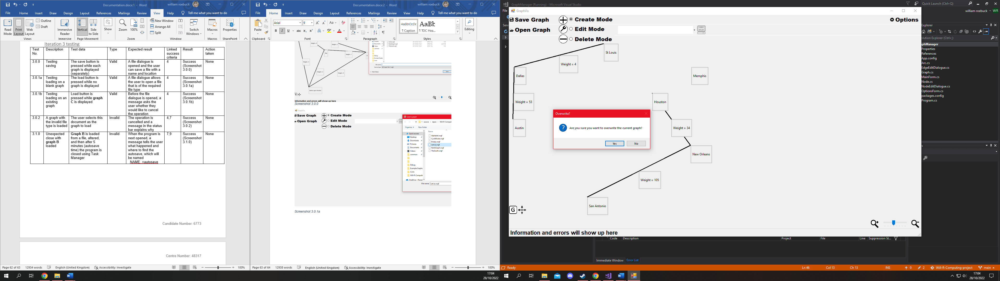 Documentation.docx:1 - Word
william roebuck
File Home Insert Draw Design Layout References Mailings Review View Help Tell me what you want to do
Read Mode
Print Layout
Web Layout
Outline
Draft
Views
Immersive Reader
Immersive
Vertical
Side to Side
Page Movement
Show
Zoom
100%
Zoom
New Window
Arrange All
Split
Switch Windows
Window
Macros
Macros
Properties
SharePoint
Iteration 3 testing
Test No. Description Test data Type Expected result Linked success criteria Result Action taken
3.0.0 Testing saving The save button is pressed while each graph is displayed (separately) Valid A file dialogue is opened and the user can save a file with a name and location 4 Success (Screenshot 3.0.0) None
3.0.1a Testing loading on a blank graph The load button is pressed while no graph is displayed Valid A file dialogue allows the user to open a file that is of the required file type 4 Success (Screenshot 3.0.1a) None
3.0.1b Testing loading on an existing graph Load button is pressed while graph C is displayed Valid Before the file dialogue is opened, a message asks the user whether they would like to cancel the operation 4 Success (Screenshot 3.0.1b) None
3.0.2 A graph with the invalid file type is loaded The user selects this document as the graph to load Invalid The operation is cancelled and a message in the status bar explains why 4,7 Success (Screenshot 3.0.2) None
3.1.0 Unexpected close with graph B loaded Graph B is loaded from a file, altered, and then after 5 minutes (autosave time) the program is closed using Task Manager Invalid When the program is next opened, a message tells the user what happened and where to find the autosave, which will be named _NAME_+autosave 7,9 Success (Screenshot 3.1.0) None
Candidate Number: 6773
Centre Number: 48317
Page 62 of 63 12934 words English (United Kingdom) Accessibility: Investigate 100%
Documentation.docx:2 - Word
william roebuck
File Home Insert Draw Design Layout References Mailings Review View Help Tell me what you want to do
Paste
Clipboard
Arial 9
Font
Paragraph
AaBbCcDc
¶ Caption
AaBb
¶ TOC Hea...
Styles
Editing
Information and errors will show up here
Screenshot 3.0.0
GraphVis
Save Graph
Open Graph
Create Mode
Edit Mode
Delete Mode
Load a graph
source repos Will-R-Computi
Organise New folder
Quick access
Desktop
Downloads
Pictures
Documents
Videos
common
Debug
Example Graphs
Icons
Will-R-Computin
OneDrive - Person
Name
Alphabet.wrgf
CycleRoute.wrgf
Empty.wrgf
Latvia.wrgf
NotAGraph.wrgf
TheSouth.wrgf
File name: Latvia.wrgf
Screenshot 3.0.1a
Page 63 of 64 12938 words English (United Kingdom) Accessibility: Investigate 100%
17:04
28/10/2022
GraphManager (Running) - Microsoft Visual Studio
Quick Launch (Ctrl+Q)
File
william roebuck WR
Serv
GraphVis
Save Graph
Open Graph
Create Mode
Edit Mode
Delete Mode
Options
St Louis
Weight = 4
Dallas
Memphis
Weight = 53
Houston
Austin
Weight = 34
New Orleans
Weight = 105
San Antonio
Overwrite?
Are you sure you want to overwrite the current graph?
Yes No
G
Information and errors will show up here
Explorer
olution Explorer (Ctrl+;)
phManager
Properties
References
App.config
Arc.cs
EdgeEditDialogue.cs
Graph.cs
MainForm.cs
Node.cs
NodeEditDialogue.cs
OptionsForm.cs
packages.config
Program.cs
Code Description Project File Line Suppression St...
Immediate Window Error List
Ready Ln 46 Col 13 Ch 13 INS 0 2 Will-R-Computing-project main
17:04
28/10/2022